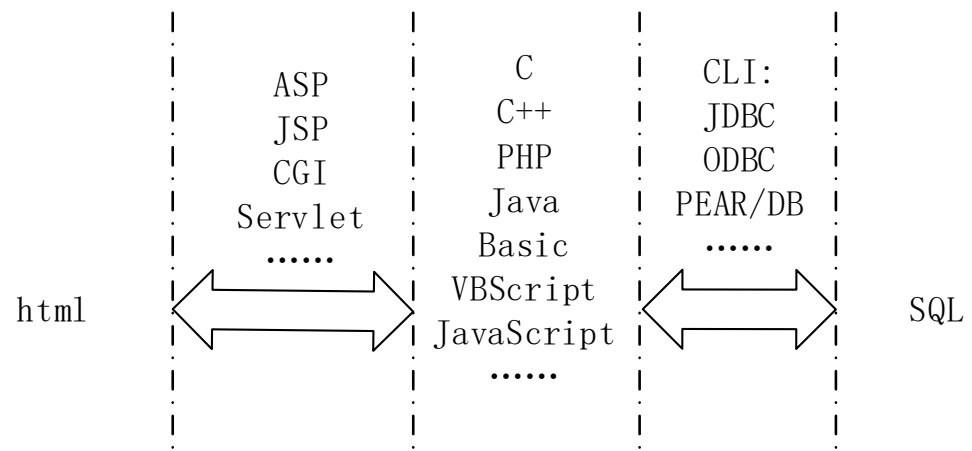 html
ASP
JSP
CGI
Servlet
……
C
C++
PHP
Java
Basic
VBScript
JavaScript
……
CLI:
JDBC
ODBC
PEAR/DB
……
SQL